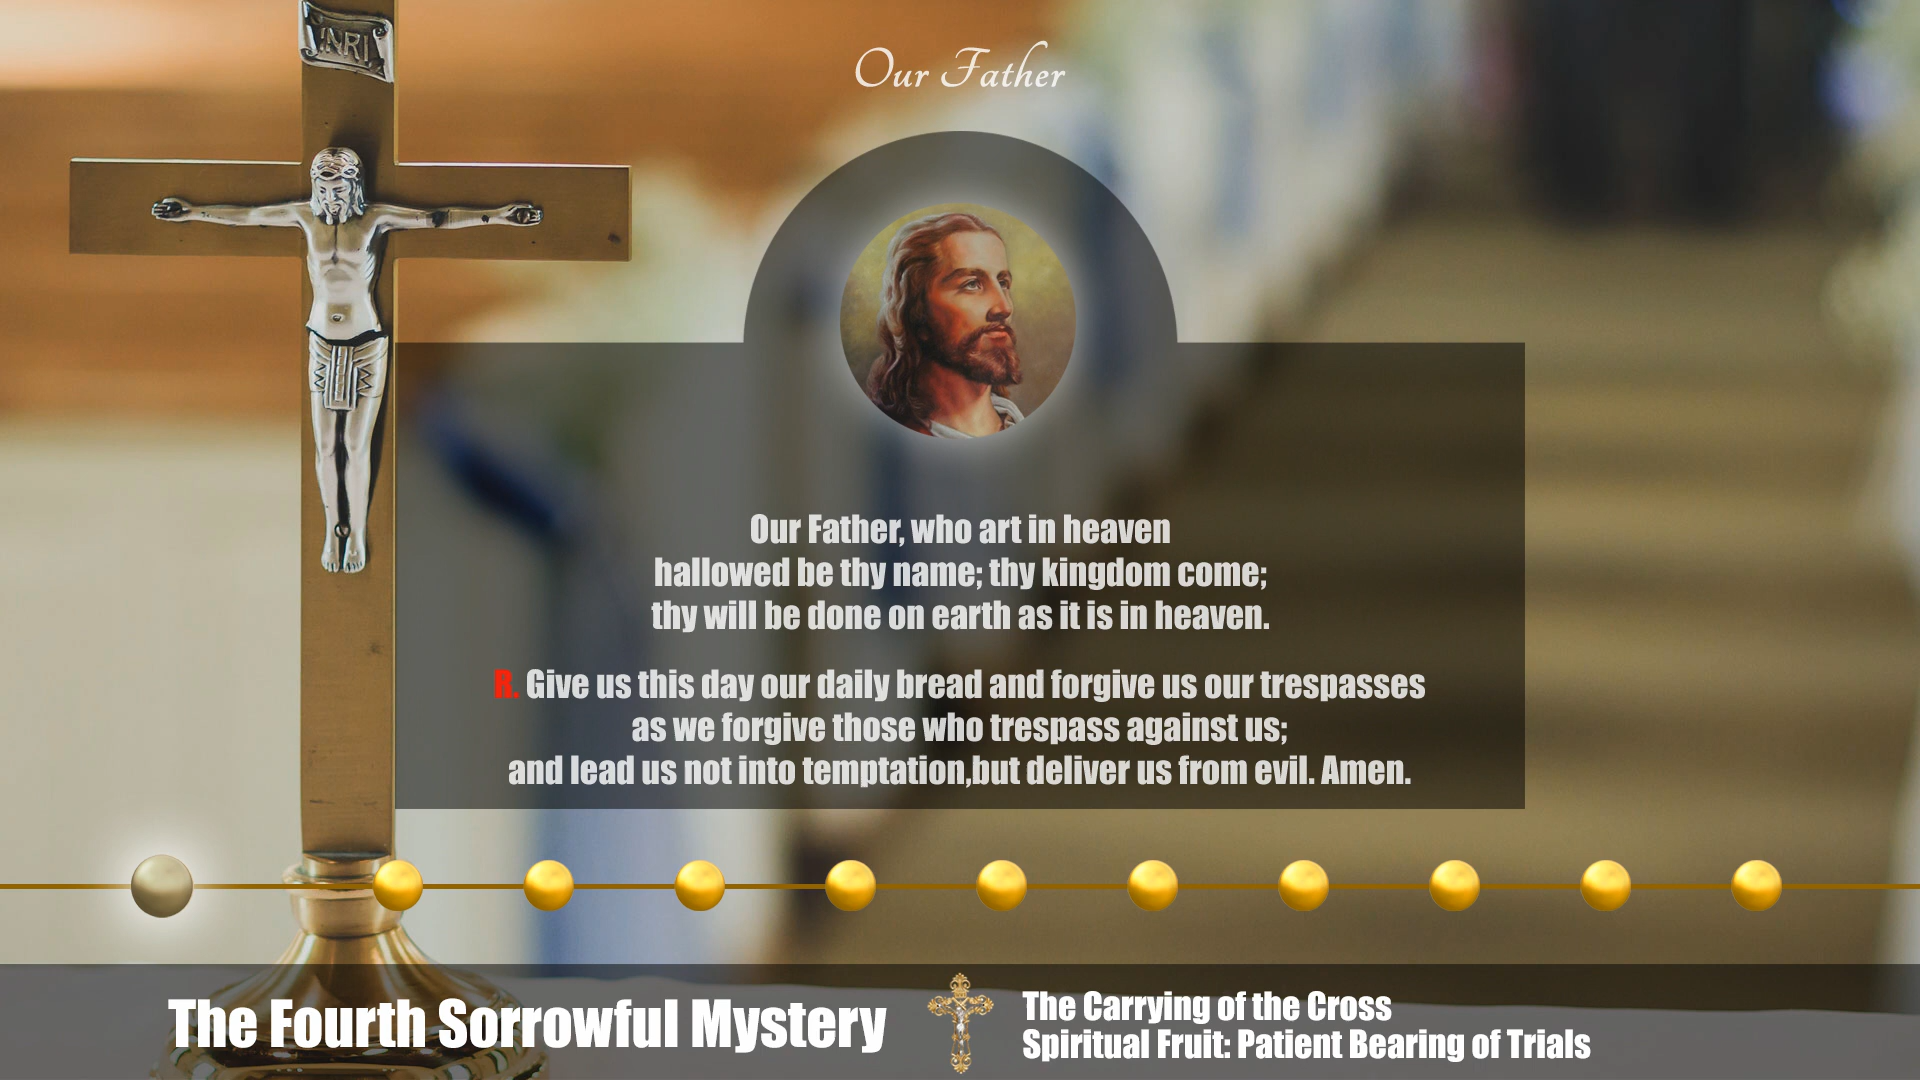 INRI
Our Father
Our Father, who art in heaven
hallowed be thy name; thy kingdom come;
thy will be done on earth as it is in heaven.
R. Give us this day our daily bread and forgive us our trespasses
as we forgive those who trespass against us;
and lead us not into temptation,but deliver us from evil. Amen.
The Fourth Sorrowful Mystery
The Carrying of the Cross
Spiritual Fruit: Patient Bearing of Trials